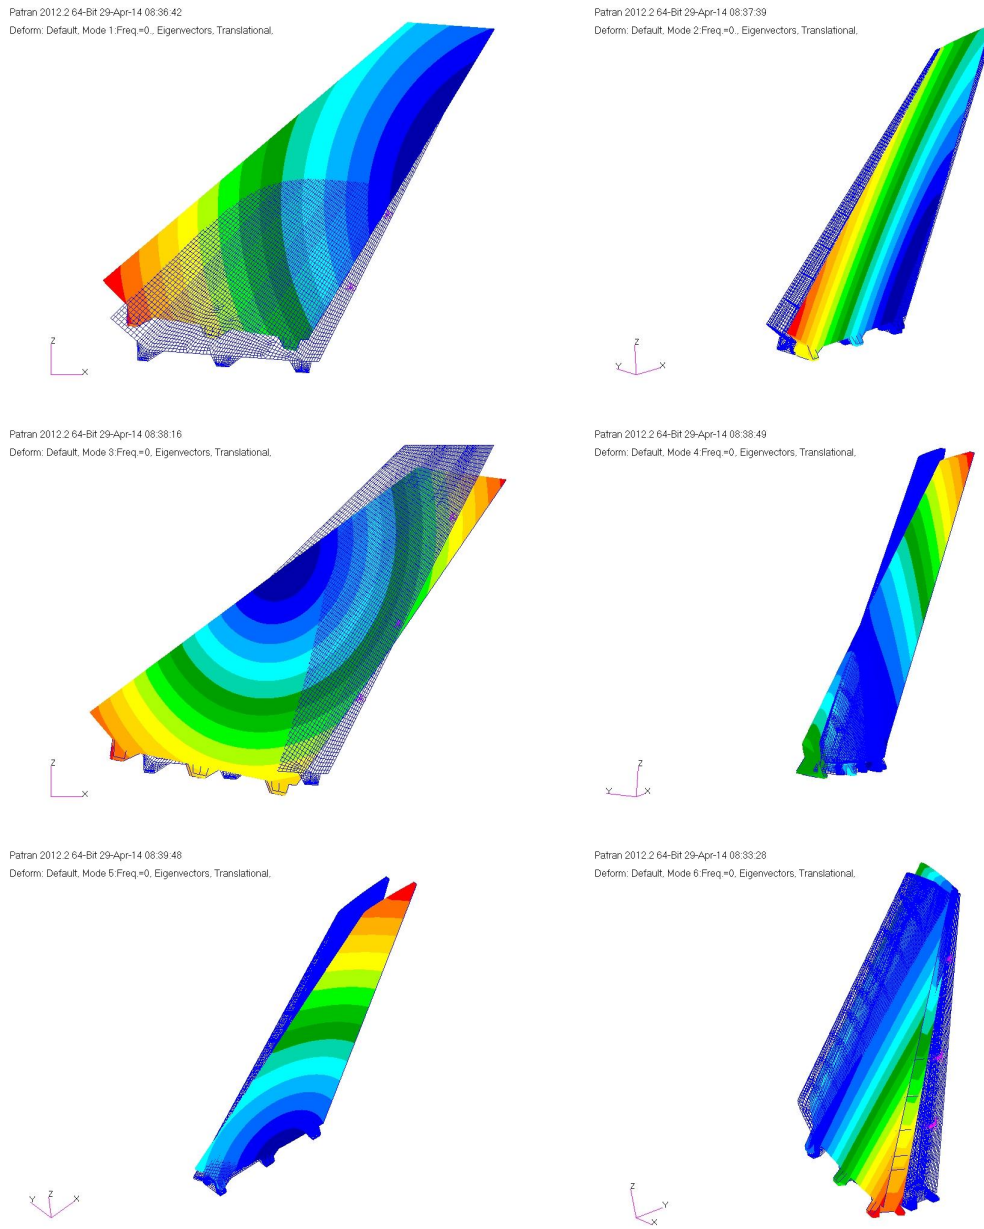 Patran 2012.2 64-Bit 29-Apr-14 08:36:42
Deform: Default, Mode 1:Freq.=0., Eigenvectors, Translational,
Z
X
Patran 2012.2 64-Bit 29-Apr-14 08:37:39
Deform: Default, Mode 2:Freq.=0., Eigenvectors, Translational,
Z
Y
X
Patran 2012.2 64-Bit 29-Apr-14 08:38:16
Deform: Default, Mode 3:Freq.=0, Eigenvectors, Translational,
Z
X
Patran 2012.2 64-Bit 29-Apr-14 08:38:49
Deform: Default, Mode 4:Freq.=0, Eigenvectors, Translational,
Z
Y
X
Patran 2012.2 64-Bit 29-Apr-14 08:39:48
Deform: Default, Mode 5:Freq.=0, Eigenvectors, Translational,
Y
Z
X
Patran 2012.2 64-Bit 29-Apr-14 08:33:28
Deform: Default, Mode 6:Freq.=0, Eigenvectors, Translational,
Z
Y
X